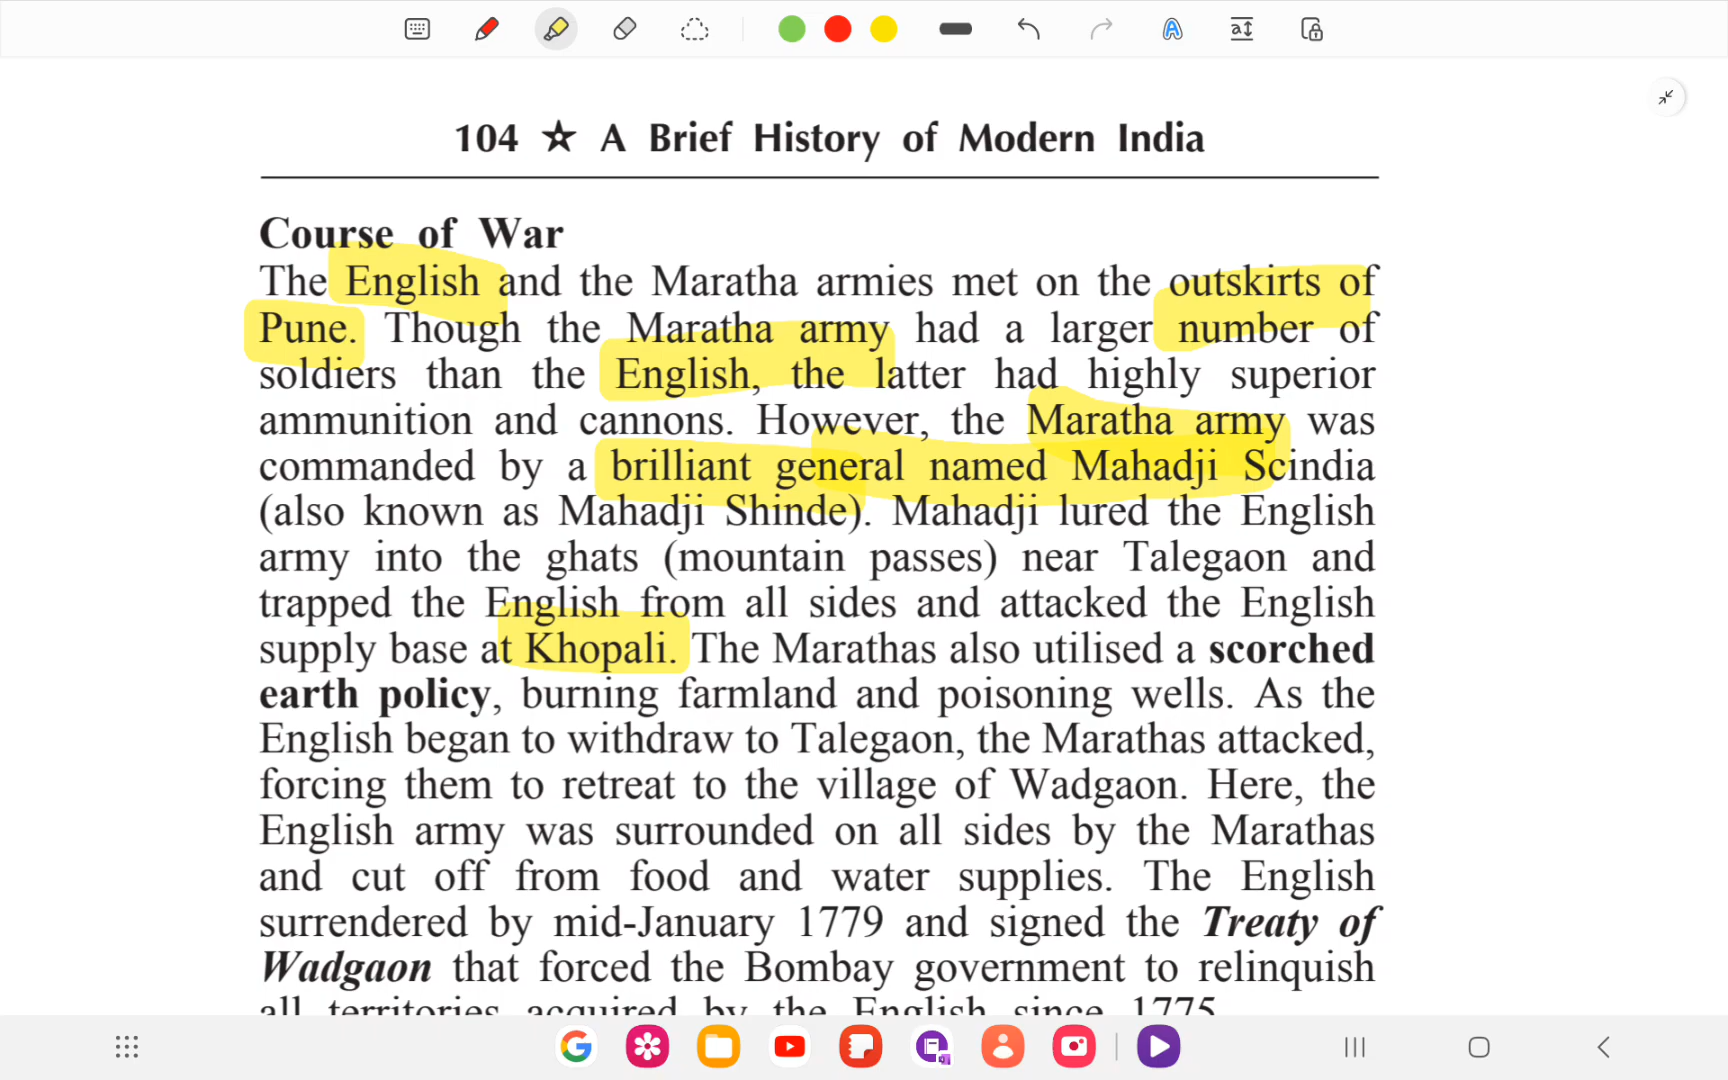 104 ☆ A Brief History of Modern India
Course of War
The English and the Maratha armies met on the outskirts of
Pune. Though the Maratha army had a larger number of
soldiers than the English, the latter had highly superior
ammunition and cannons. However, the Maratha army was
commanded by a brilliant general named Mahadji Scindia
(also known as Mahadji Shinde). Mahadji lured the English
army into the ghats (mountain passes) near Talegaon and
trapped the English from all sides and attacked the English
supply base at Khopali. The Marathas also utilised a scorched
earth policy, burning farmland and poisoning wells. As the
English began to withdraw to Talegaon, the Marathas attacked,
forcing them to retreat to the village of Wadgaon. Here, the
English army was surrounded on all sides by the Marathas
and cut off from food and water supplies. The English
surrendered by mid-January 1779 and signed the Treaty of
Wadgaon that forced the Bombay government to relinquish
all territories acquired by the English since 1775